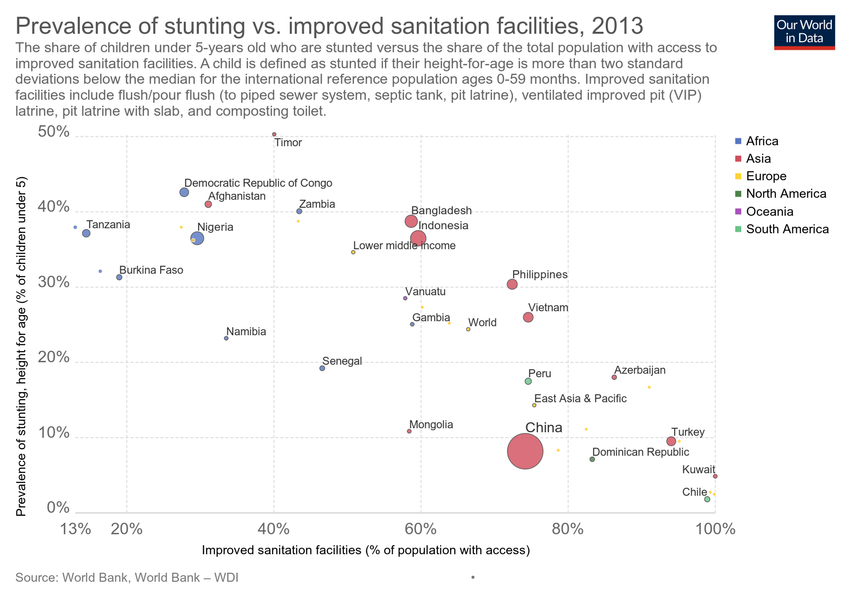 Prevalence of stunting vs. improved sanitation facilities, 2013
Our World
in Data
The share of children under 5-years old who are stunted versus the share of the total population with access to
improved sanitation facilities. A child is defined as stunted if their height-for-age is more than two standard
deviations below the median for the international reference population ages 0-59 months. Improved sanitation
facilities include flush/pour flush (to piped sewer system, septic tank, pit latrine), ventilated improved pit (VIP)
latrine, pit latrine with slab, and composting toilet.
Prevalence of stunting, height for age (% of children under 5)
50%
40%
30%
20%
10%
0%
Timor
Democratic Republic of Congo
Afghanistan
Zambia
Bangladesh
Tanzania
Nigeria
Indonesia
Lower middle income
Burkina Faso
Philippines
Vanuatu
Vietnam
Gambia
World
Namibia
Senegal
Peru
Azerbaijan
East Asia & Pacific
Mongolia
China
Turkey
Dominican Republic
Kuwait
Chile
13%
20%
40%
60%
80%
100%
Improved sanitation facilities (% of population with access)
Africa
Asia
Europe
North America
Oceania
South America
Source: World Bank, World Bank – WDI